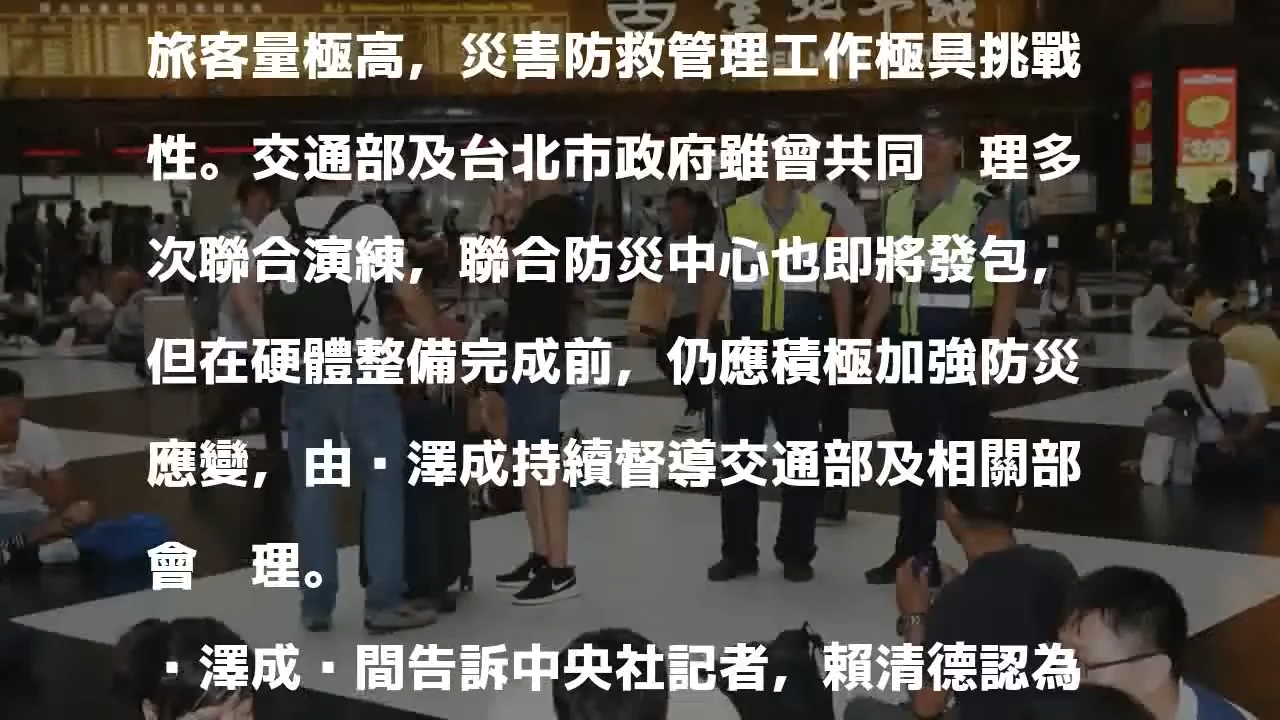 旅客量極高，災害防救管理工作極具挑戰
性。交通部及台北市政府雖曾共同　理多
次聯合演練，聯合防災中心也即將發包，
但在硬體整備完成前，仍應積極加強防災
應變，由·澤成持續督導交通部及相關部
會　理。
·澤成·間告訴中央社記者，賴清德認為
$399